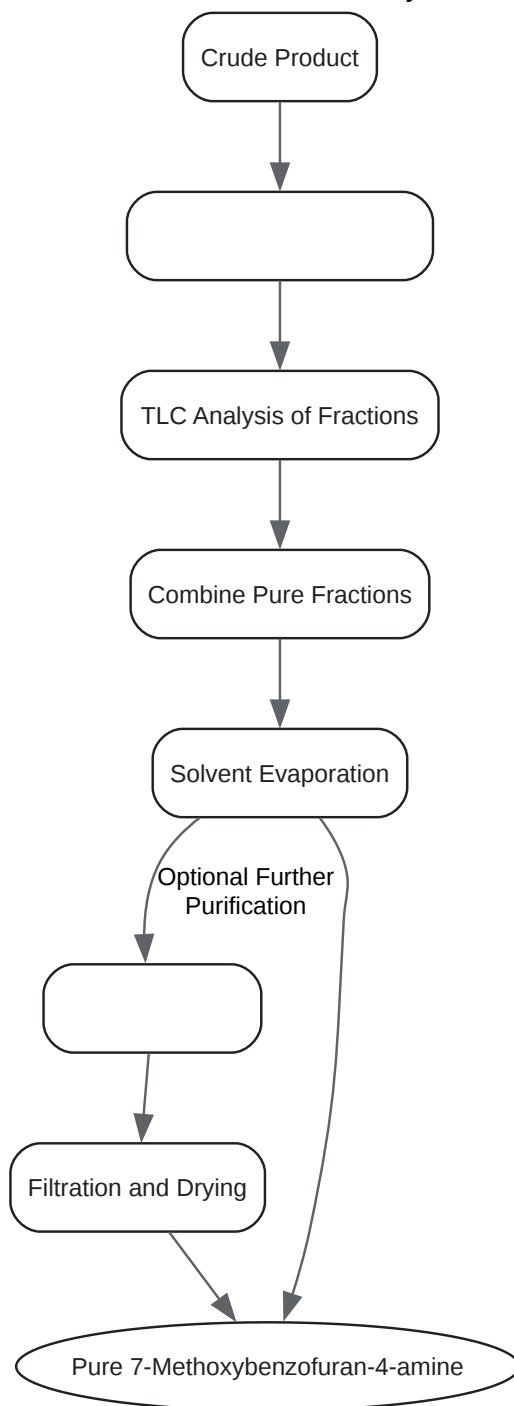 Crude Product
TLC Analysis of Fractions
Combine Pure Fractions
Solvent Evaporation
Optional Further
Purification
Filtration and Drying
Pure 7-Methoxybenzofuran-4-amine